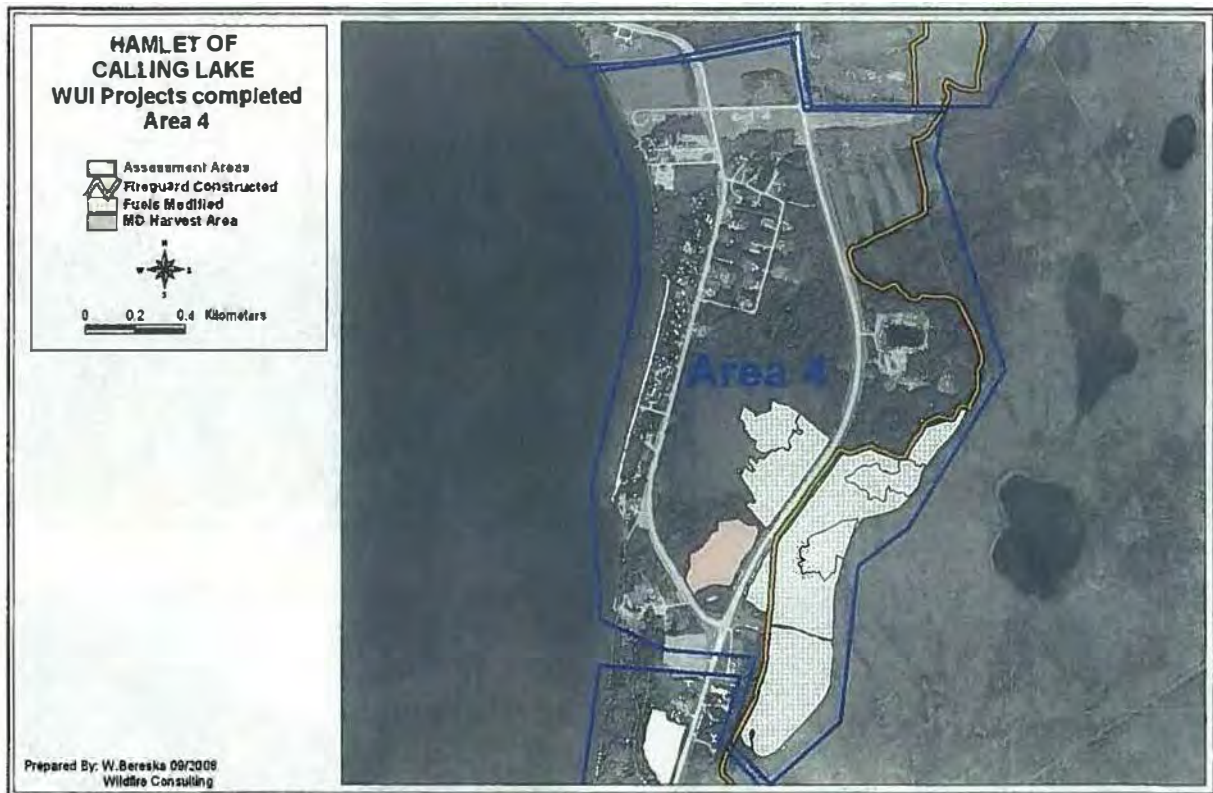 HAMLET OF
CALLING LAKE
WUI Projects completed
Area 4
Assessment Areas
Fireguard Constructed
Fuels Modified
MD Harvest Area
N
W E
S
0 0.2 0.4 Kilometers
Area 4
Prepared By: W.Bereska 09/2008
Wildfire Consulting